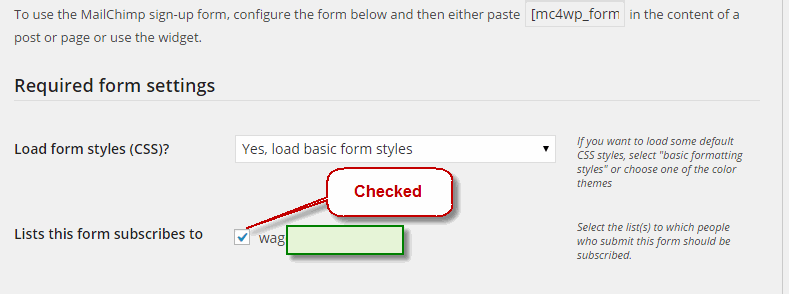 To use the MailChimp sign-up form, configure the form below and then either paste [mc4wp_form in the content of a
post or page or use the widget.
Required form settings
Load form styles (CSS)? Yes, load basic form styles
If you want to load some default
CSS styles, select "basic formatting
styles" or choose one of the color
themes
Checked
Lists this form subscribes to wag
Select the list(s) to which people
who submit this form should be
subscribed.